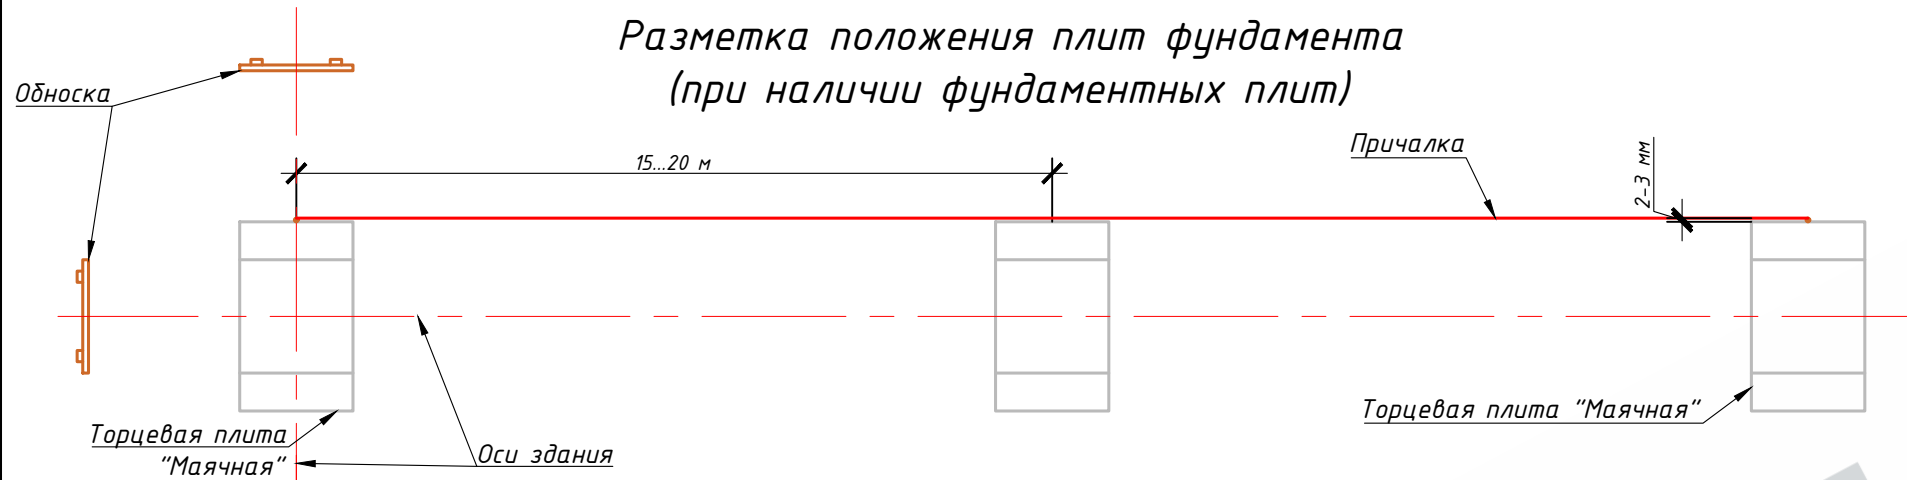 Разметка положения плит фундамента
(при наличии фундаментных плит)
Обноска
15...20 м
Причалка
2-3 мм
Торцевая плита
"Маячная"
Оси здания
Торцевая плита "Маячная"